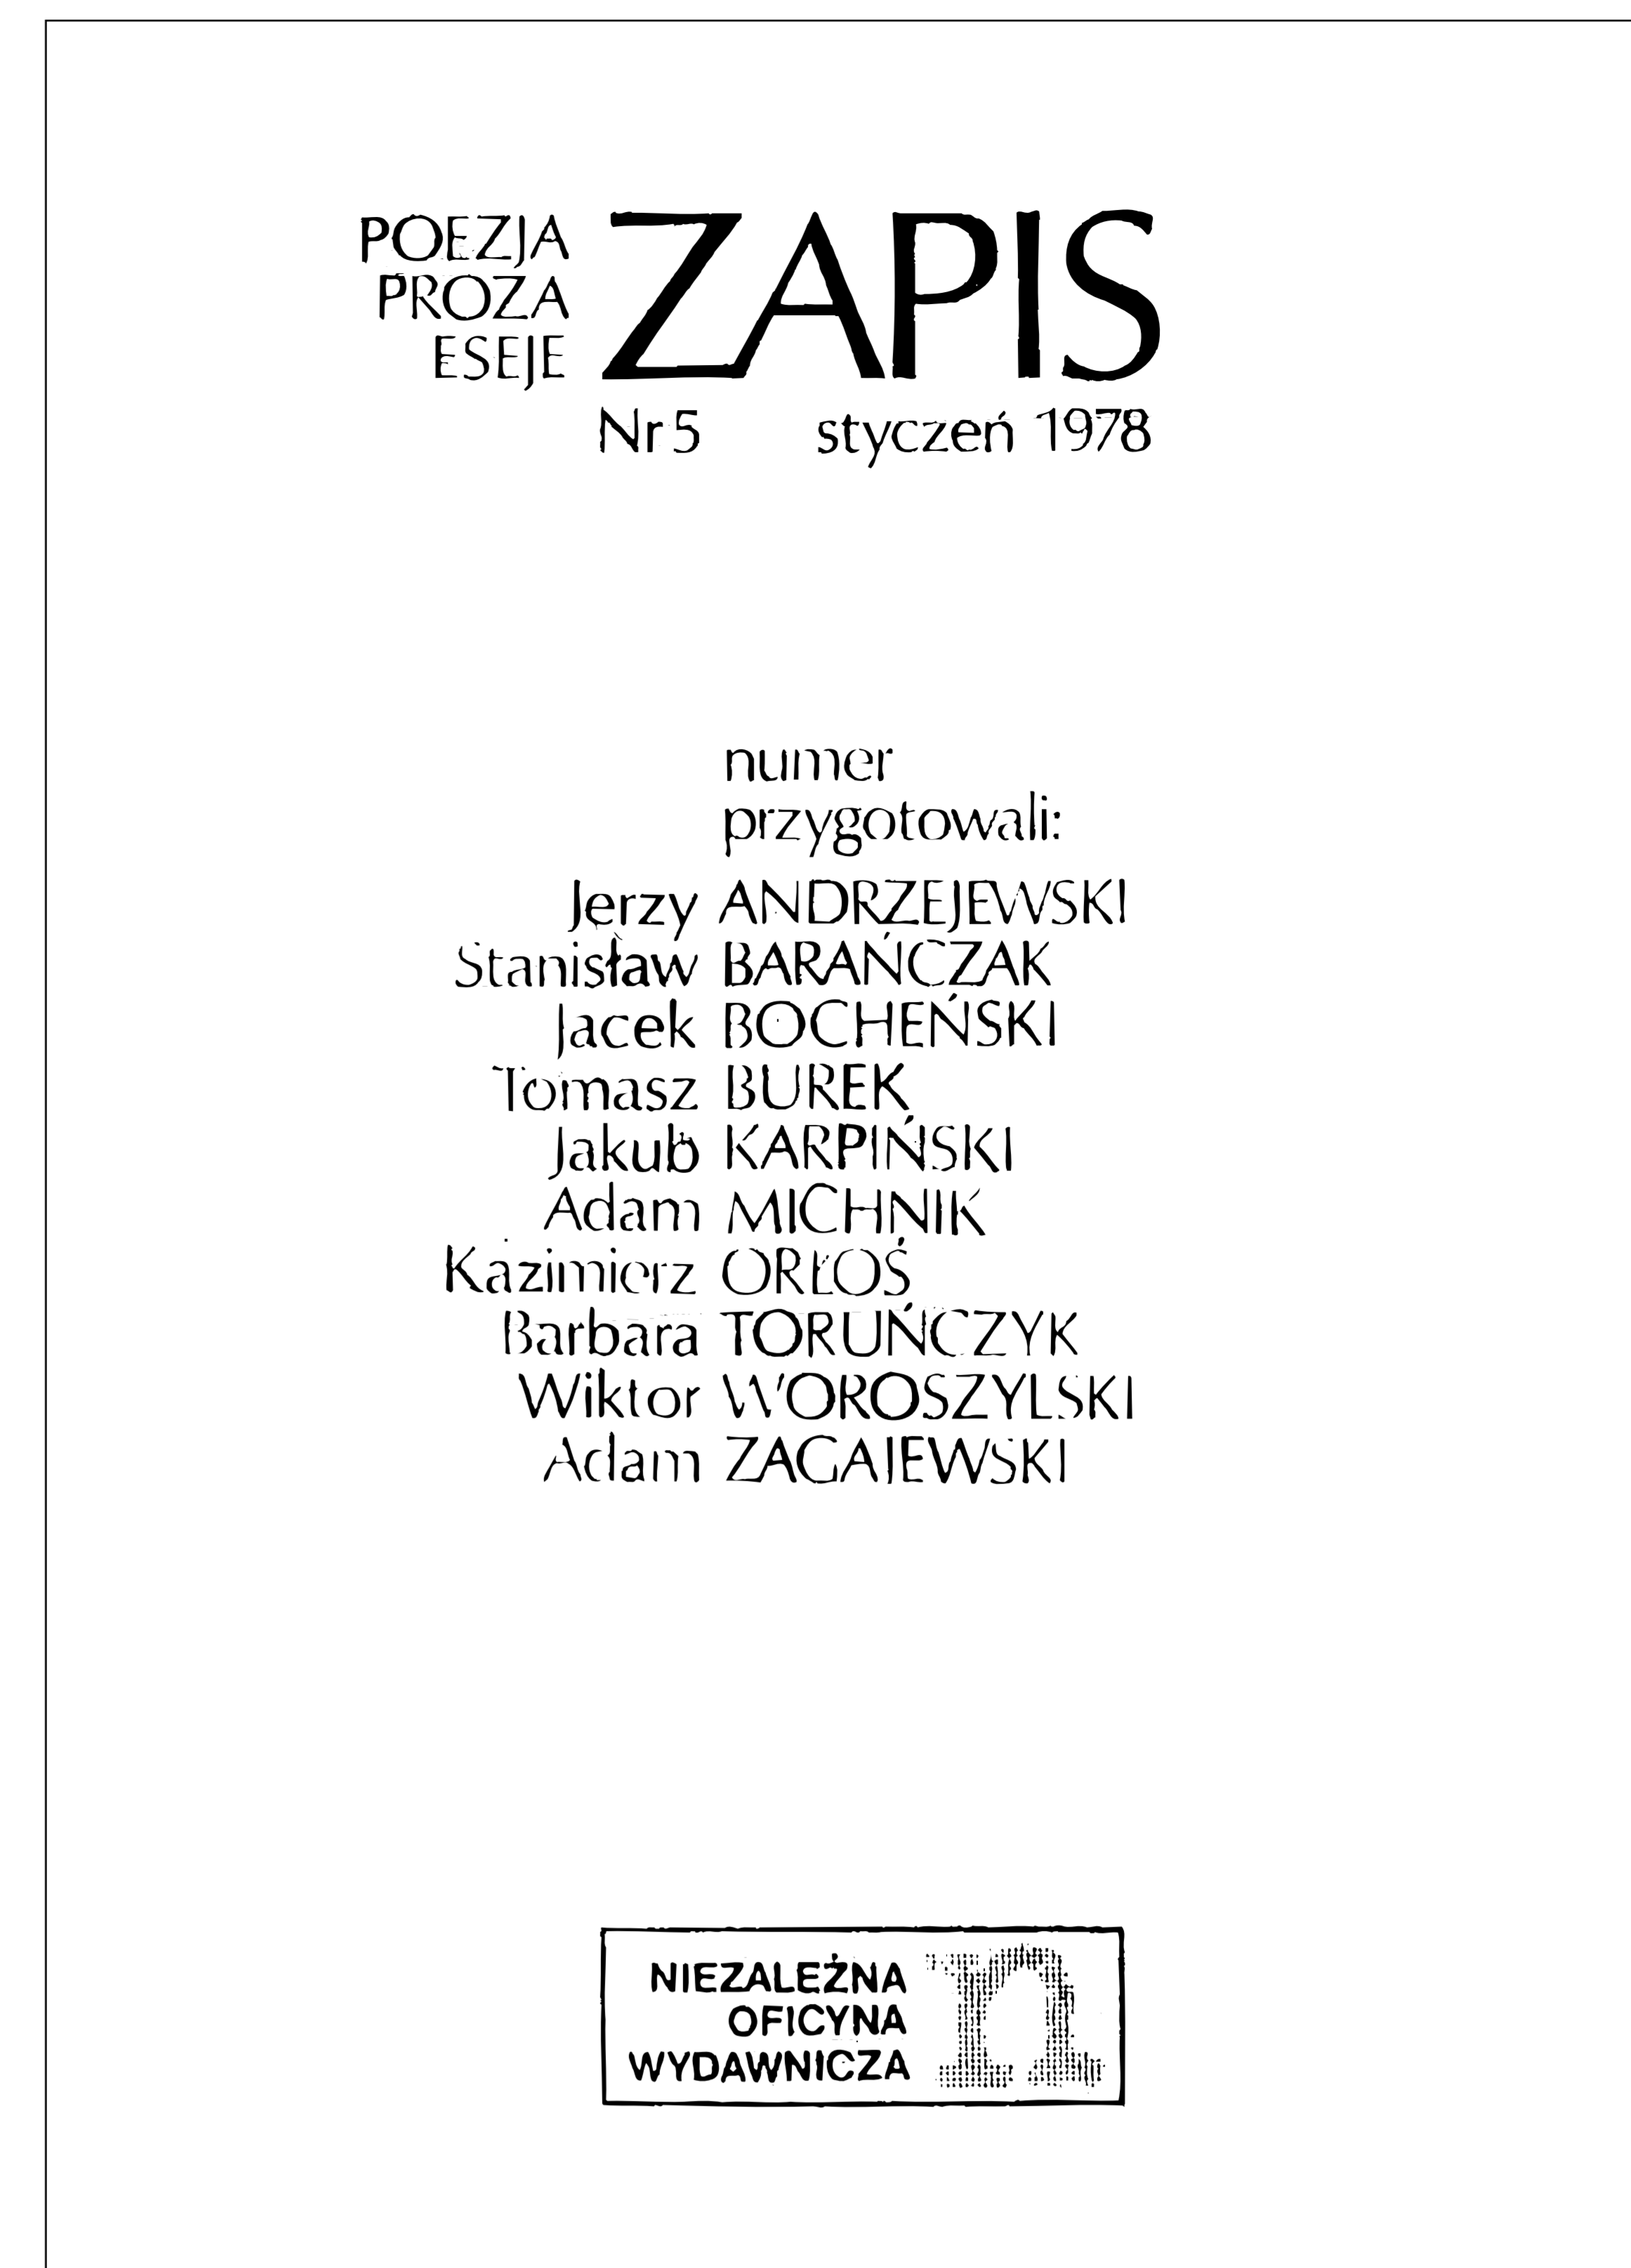 POEZJA
PROZA
ESEJE
ZAPIS
Nr 5 styczeń 1978
numer
przygotowali:
Jerzy ANDRZEJEWSKI
Stanisław BARAŃCZAK
Jacek BOCHEŃSKI
Tomasz BUREK
Jakub KARPIŃSKI
Adam MICHNIK
Kazimierz ORŁOŚ
Barbara TORUŃCZYK
Wiktor WOROSZYLSKI
Adam ZAGAJEWSKI
NIEZALEŻNA
OFICYNA
WYDAWNICZA
n